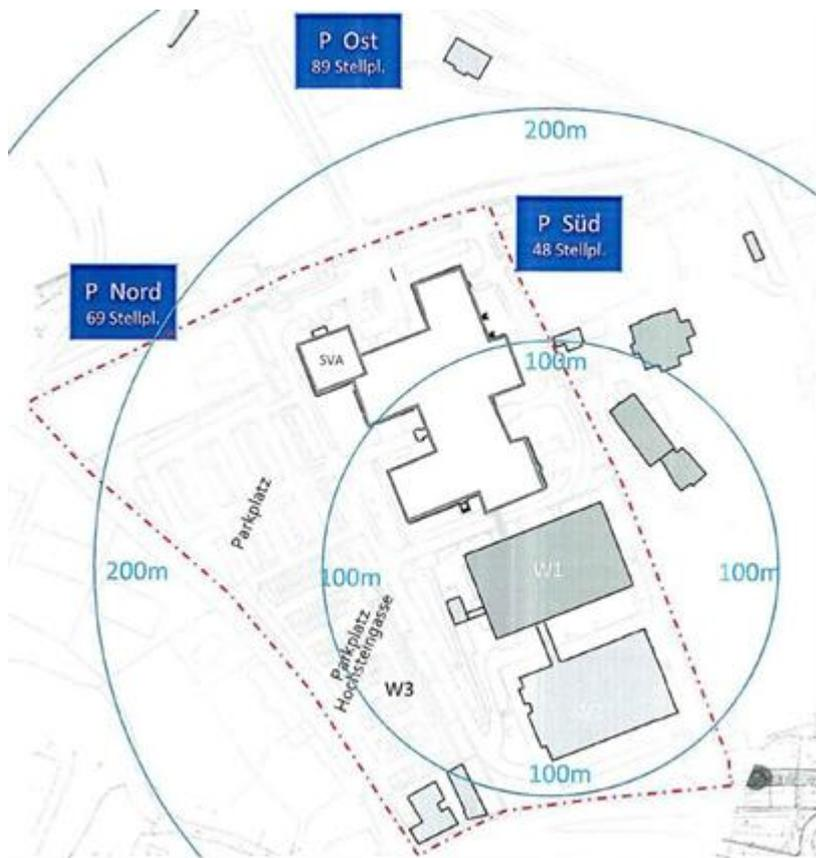 P Ost
89 Stellpl.
200m
P Süd
48 Stellpl.
P Nord
69 Stellpl.
SVA
100m
Parkplatz
200m
100m
W1
100m
Parkplatz
Hochsteingasse
W3
100m